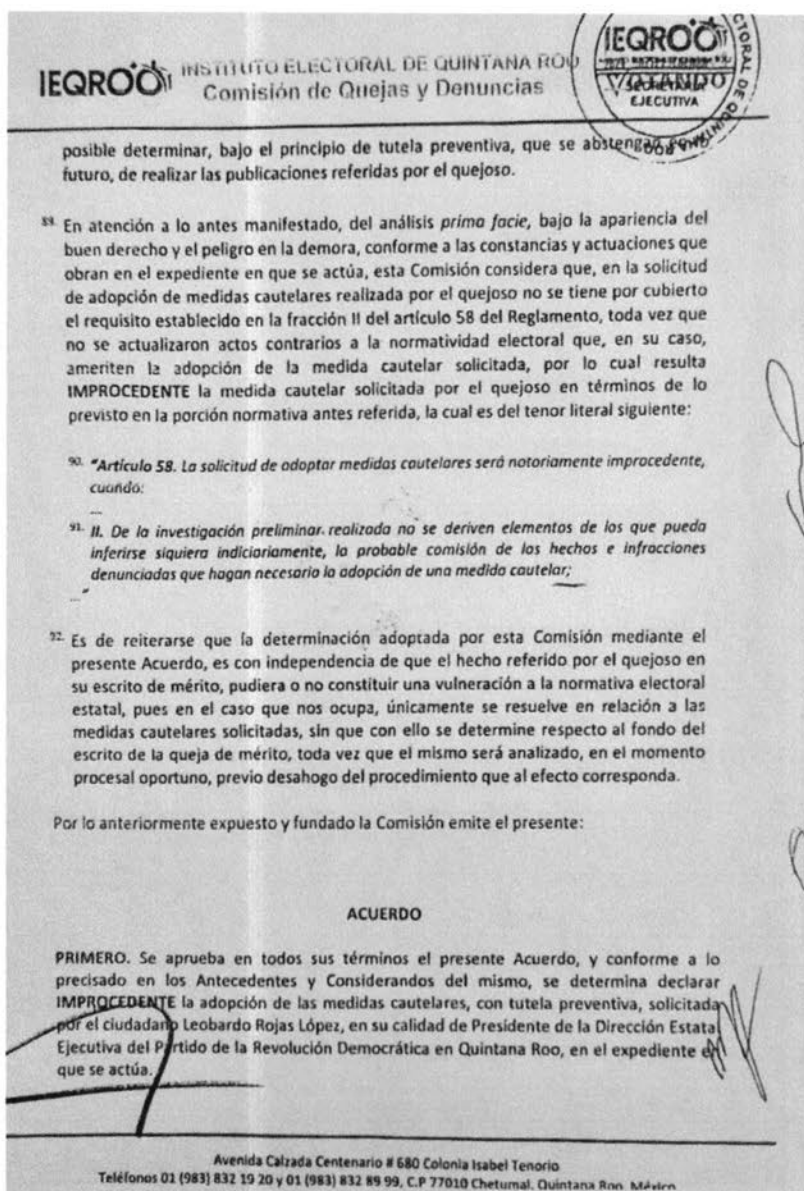 IEQROO INSTITUTO ELECTORAL DE QUINTANA ROO
Comisión de Quejas y Denuncias
IEQROO
SECRETARÍA
EJECUTIVA
posible determinar, bajo el principio de tutela preventiva, que se abstengan
futuro, de realizar las publicaciones referidas por el quejoso.
89. En atención a lo antes manifestado, del análisis prima facie, bajo la apariencia del
buen derecho y el peligro en la demora, conforme a las constancias y actuaciones que
obran en el expediente en que se actúa, esta Comisión considera que, en la solicitud
de adopción de medidas cautelares realizada por el quejoso no se tiene por cubierto
el requisito establecido en la fracción II del artículo 58 del Reglamento, toda vez que
no se actualizaron actos contrarios a la normatividad electoral que, en su caso,
ameriten la adopción de la medida cautelar solicitada, por lo cual resulta
IMPROCEDENTE la medida cautelar solicitada por el quejoso en términos de lo
previsto en la porción normativa antes referida, la cual es del tenor literal siguiente:
90. "Artículo 58. La solicitud de adoptar medidas cautelares será notoriamente improcedente,
cuando:
...
91. II. De la investigación preliminar realizada no se deriven elementos de los que pueda
inferirse siquiera indiciariamente, la probable comisión de los hechos e infracciones
denunciadas que hagan necesaria la adopción de una medida cautelar;
..."
92. Es de reiterarse que la determinación adoptada por esta Comisión mediante el
presente Acuerdo, es con independencia de que el hecho referido por el quejoso en
su escrito de mérito, pudiera o no constituir una vulneración a la normativa electoral
estatal, pues en el caso que nos ocupa, únicamente se resuelve en relación a las
medidas cautelares solicitadas, sin que con ello se determine respecto al fondo del
escrito de la queja de mérito, toda vez que el mismo será analizado, en el momento
procesal oportuno, previo desahogo del procedimiento que al efecto corresponda.
Por lo anteriormente expuesto y fundado la Comisión emite el presente:
ACUERDO
PRIMERO. Se aprueba en todos sus términos el presente Acuerdo, y conforme a lo
precisado en los Antecedentes y Considerandos del mismo, se determina declarar
IMPROCEDENTE la adopción de las medidas cautelares, con tutela preventiva, solicitada
por el ciudadano Leobardo Rojas López, en su calidad de Presidente de la Dirección Estatal
Ejecutiva del Partido de la Revolución Democrática en Quintana Roo, en el expediente en
que se actúa.
Avenida Calzada Centenario # 680 Colonia Isabel Tenorio
Teléfonos 01 (983) 832 19 20 y 01 (983) 832 89 99, C.P 77010 Chetumal, Quintana Roo, México